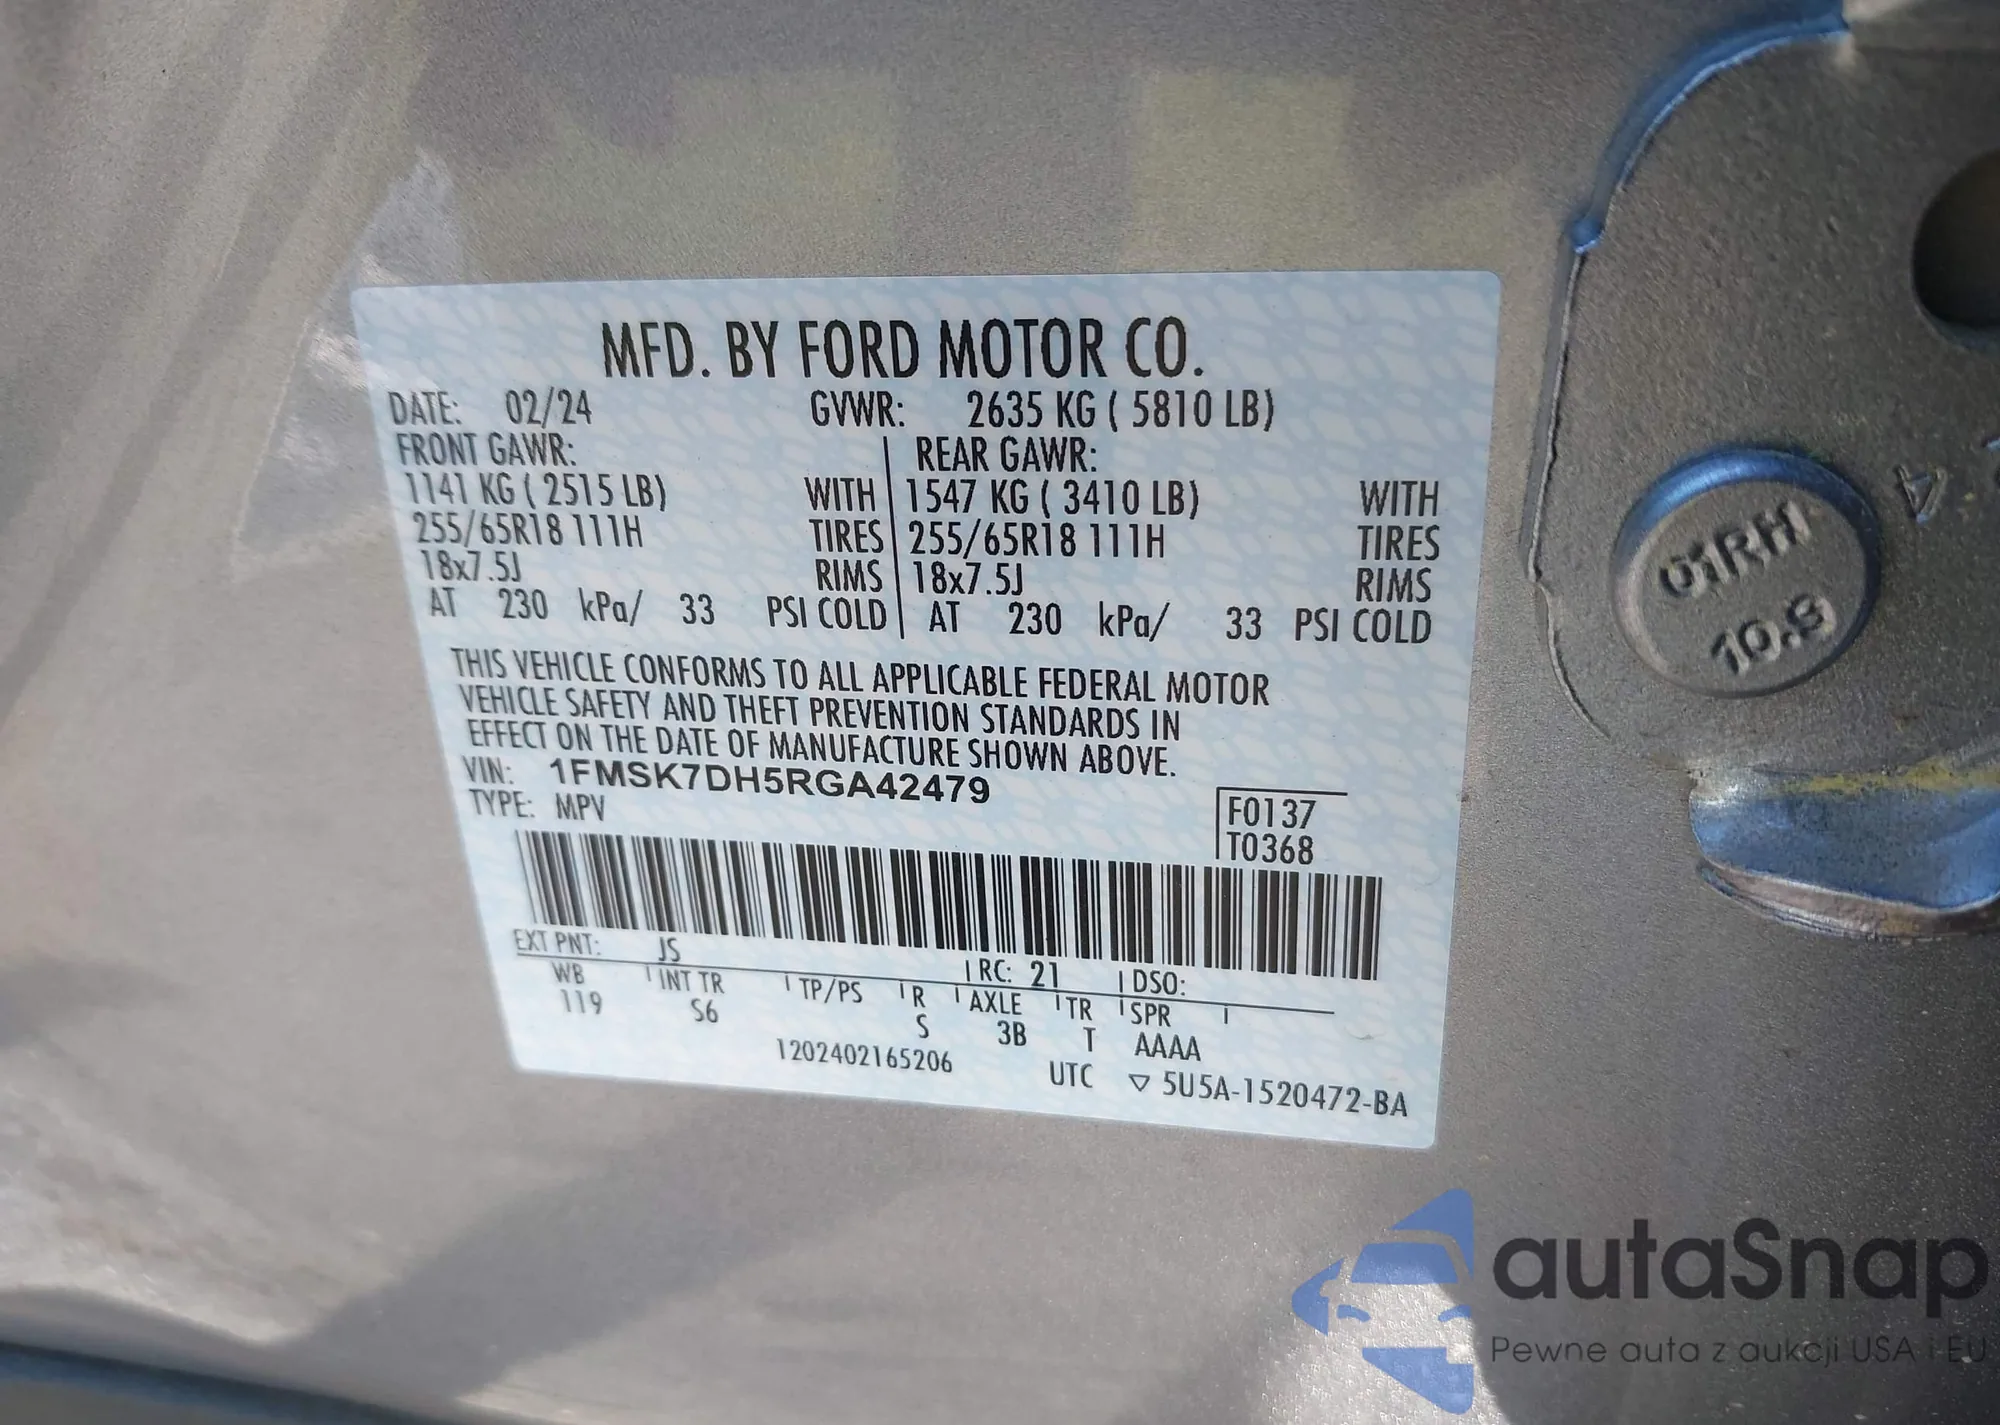 MFD. BY FORD MOTOR CO.
DATE: 02/24 GVWR: 2635 KG ( 5810 LB)
FRONT GAWR: REAR GAWR:
1141 KG ( 2515 LB) WITH 1547 KG ( 3410 LB) WITH
255/65R18 111H TIRES 255/65R18 111H TIRES
18x7.5J RIMS 18x7.5J RIMS
AT 230 kPa/ 33 PSI COLD AT 230 kPa/ 33 PSI COLD
THIS VEHICLE CONFORMS TO ALL APPLICABLE FEDERAL MOTOR
VEHICLE SAFETY AND THEFT PREVENTION STANDARDS IN
EFFECT ON THE DATE OF MANUFACTURE SHOWN ABOVE.
VIN: 1FMSK7DH5RGA42479
TYPE: MPV
F0137
T0368
EXT PNT: JS RC: 21 DSO:
WB INT TR TP/PS R AXLE TR SPR
119 S6 S 3B T AAAA
1202402165206
UTC ▽ 5U5A-1520472-BA
01RH
10.9
4
autaSnap
Pewne auta z aukcji USA i EU